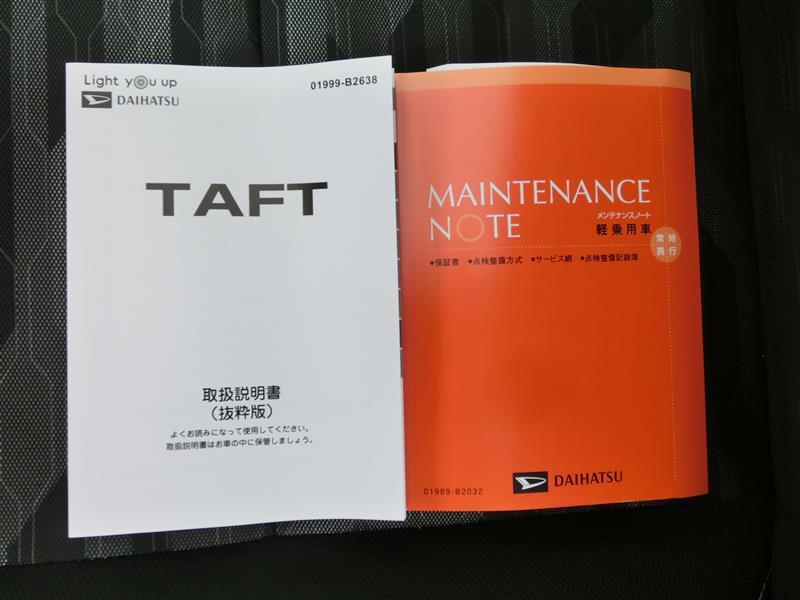 Light you up
DAIHATSU
01999-B2638
TAFT
取扱説明書
(抜粋版)
よくお読みになって使用してください。
取扱説明書はお車の中に保管しましょう。
MAINTENANCE
NOTE
メンテナンスノート
軽乗用車
常時
携行
●保証書 ●点検整備方式 ●サービス網 ●点検整備記録簿
01989-B2032
DAIHATSU